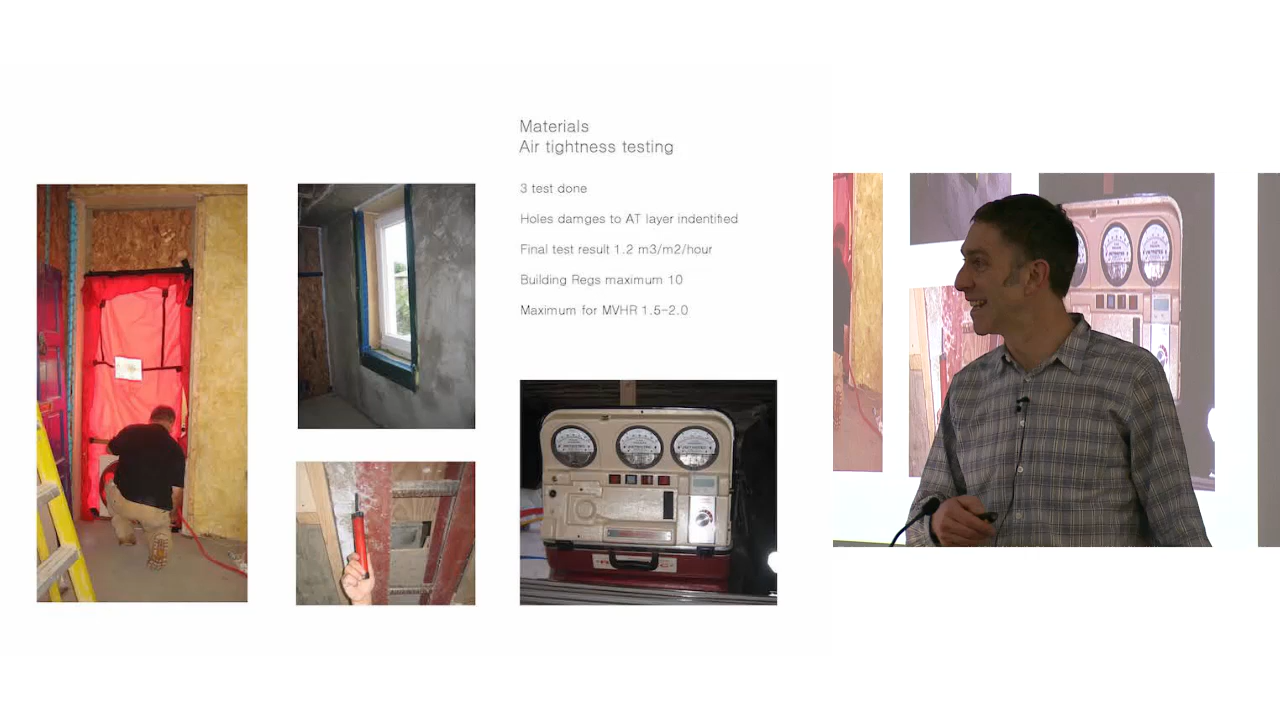 Materials
Air tightness testing
3 test done
Holes damges to AT layer indentified
Final test result 1.2 m3/m2/hour
Building Regs maximum 10
Maximum for MVHR 1.5-2.0